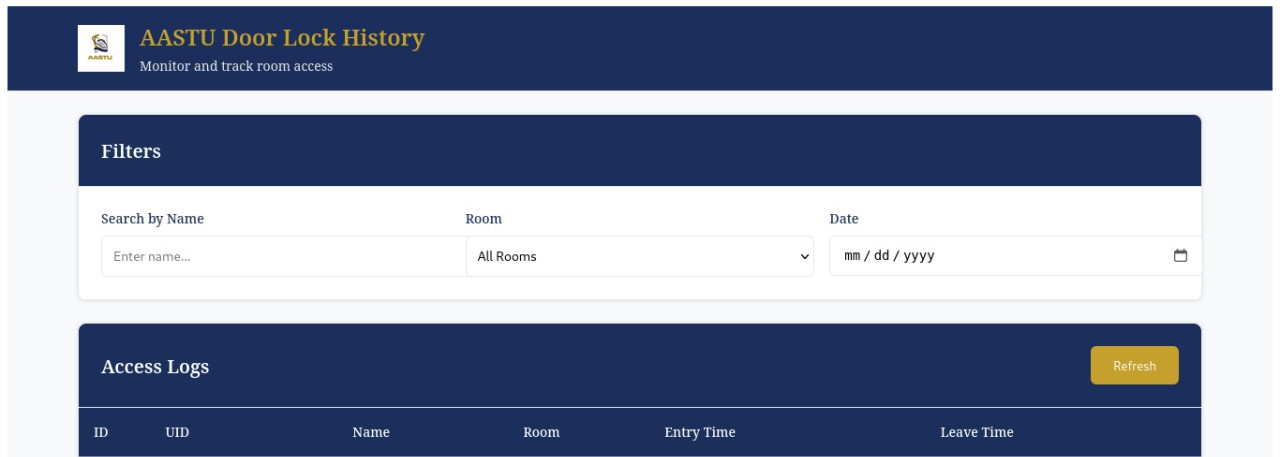 AASTU
AASTU Door Lock History
Monitor and track room access
Filters
Search by Name
Room
Date
Enter name...
All Rooms
mm / dd / yyyy
Access Logs
Refresh
ID UID Name Room Entry Time Leave Time